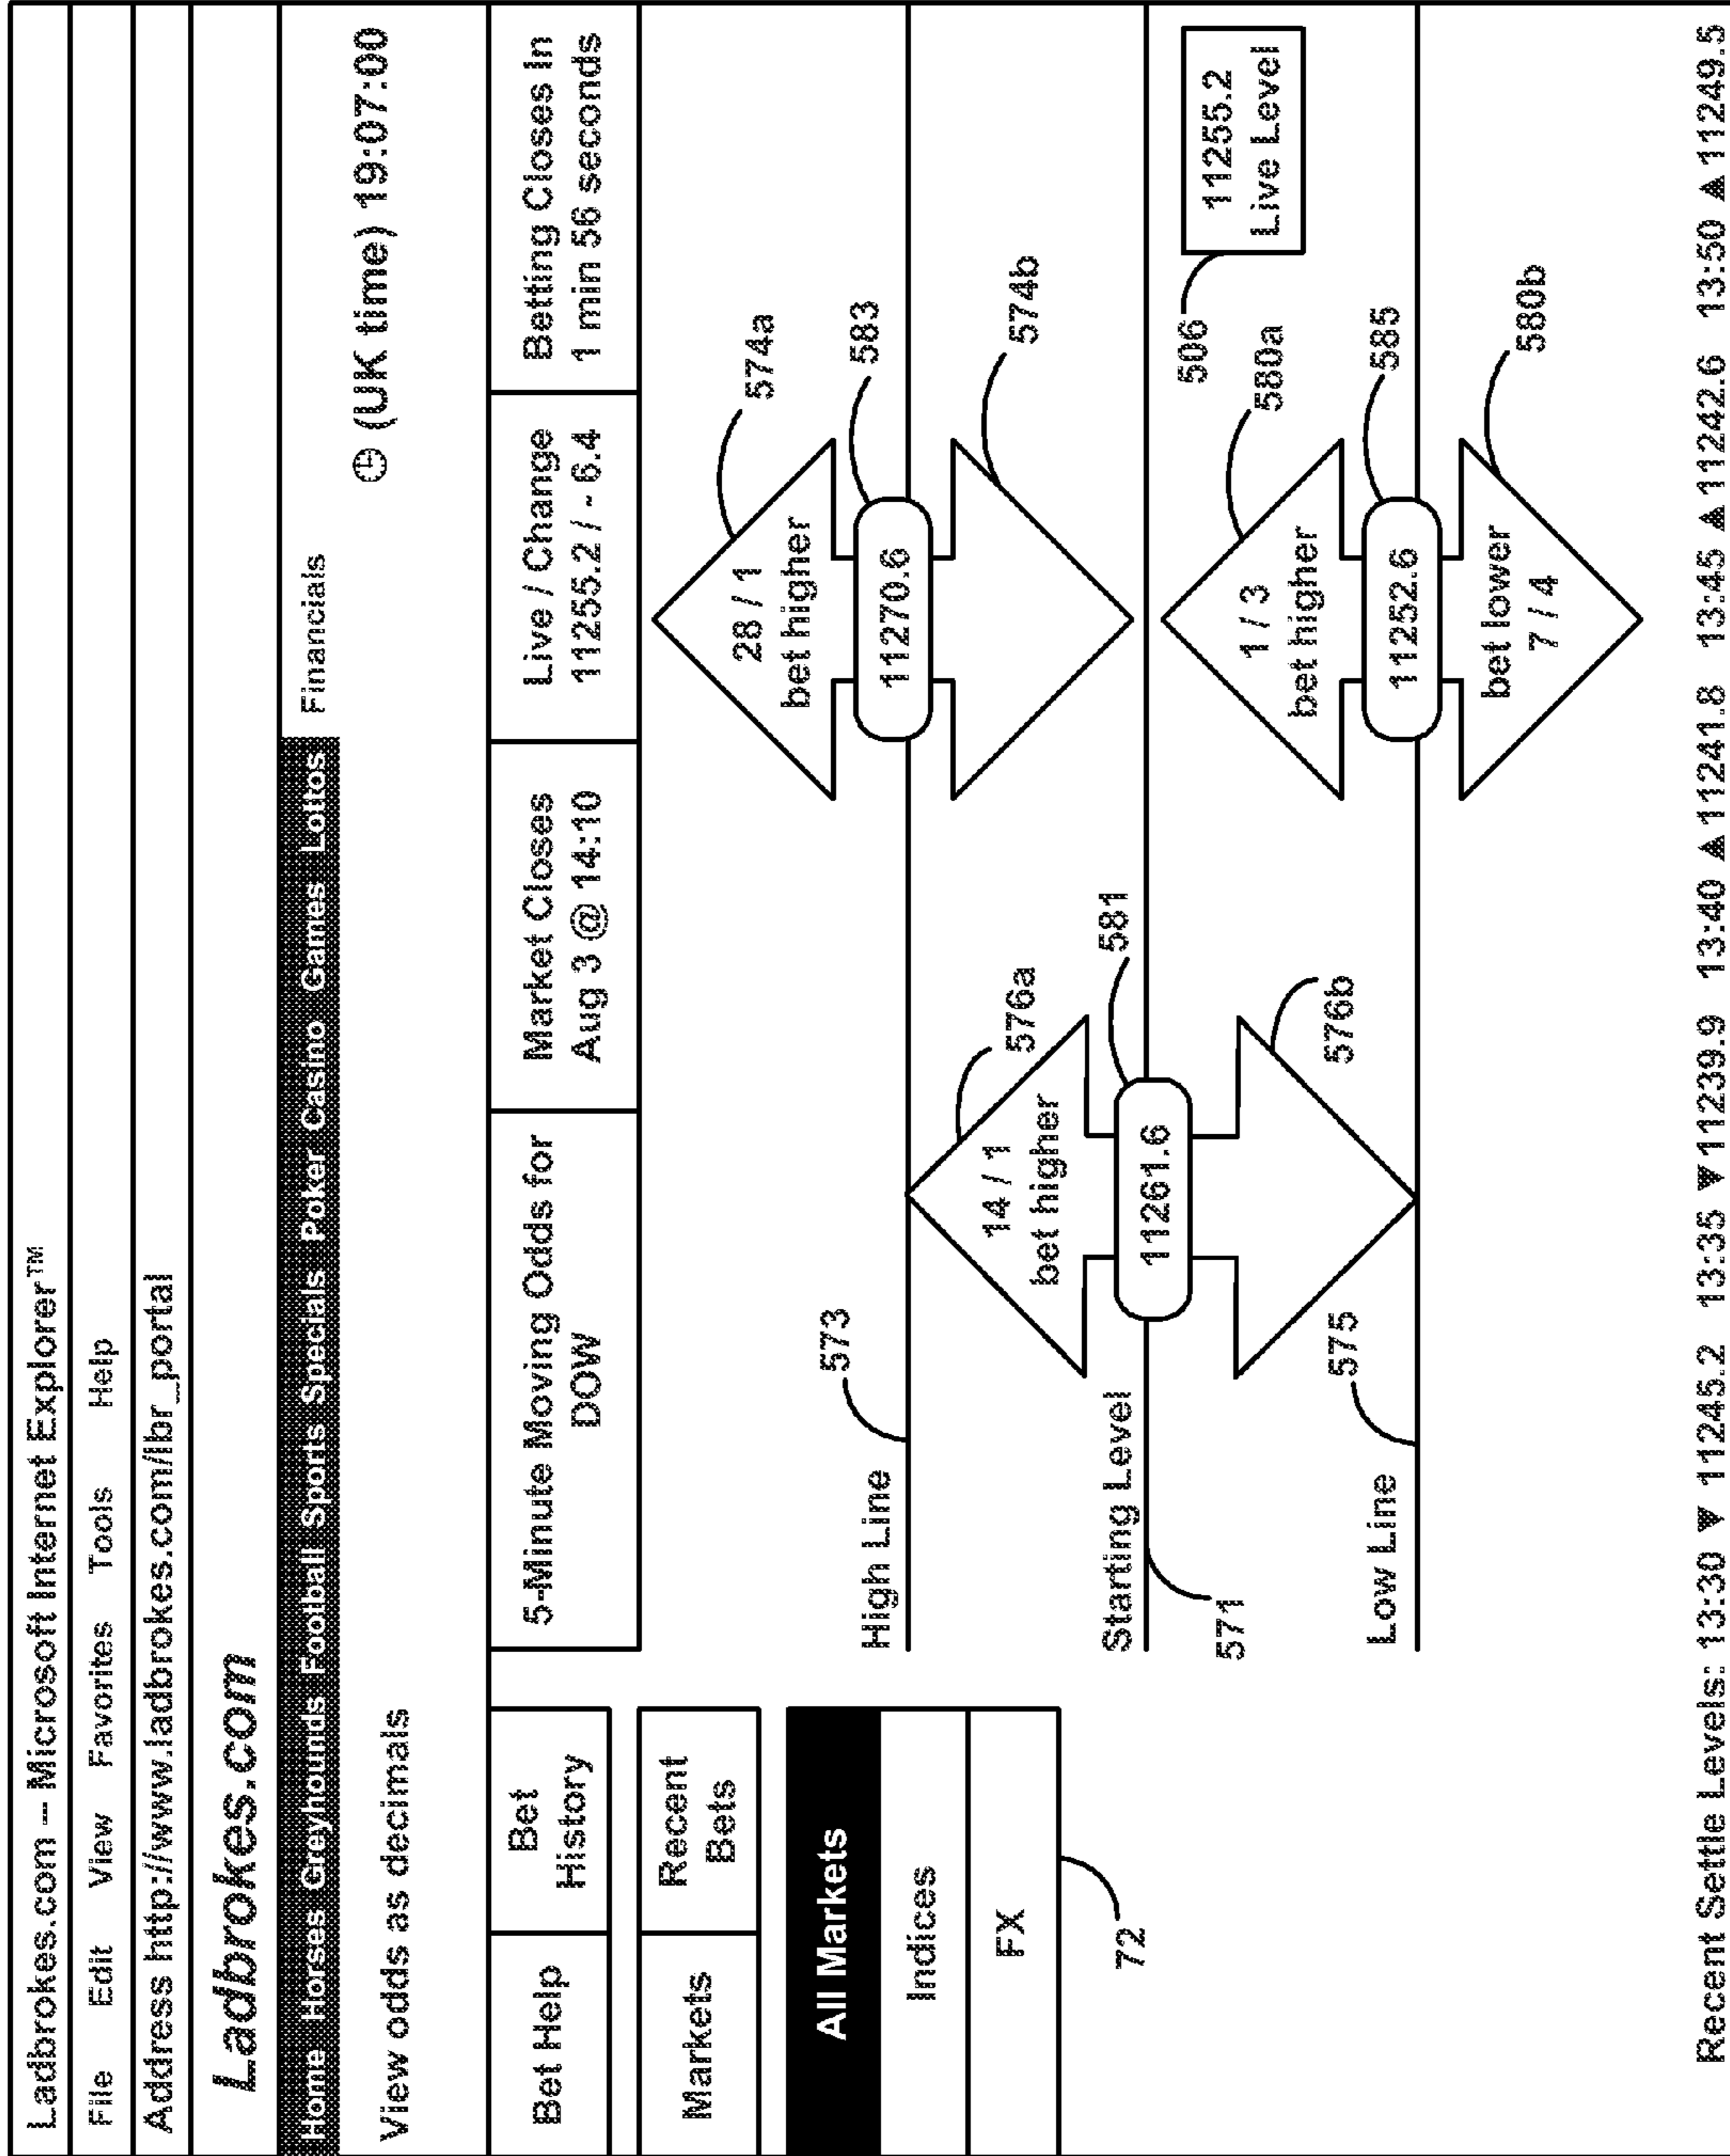 Ladbrokes.com --- Microsoft Internet Explorer™
File Edit View Favorites Tools Help
Address http://www.ladbrokes.com/lbr_portal
Ladbrokes.com
Home Horses Greyhounds Football Sports Specials Poker Casino Games Lottos Financials
View odds as decimals
(UK time) 19:07:00
Bet Help
Bet History
Markets
Recent Bets
All Markets
Indices
FX
72
5-Minute Moving Odds for DOW
Market Closes
Aug 3 @ 14:10
Live / Change
11255.2 / - 6.4
Betting Closes In
1 min 56 seconds
High Line
573
28 / 1
bet higher
574a
11270.6
583
574b
Starting Level
571
14 / 1
bet higher
576a
11261.6
581
576b
506
11255.2
Live Level
Low Line
575
1 / 3
bet higher
580a
11252.6
585
bet lower
7 / 4
580b
Recent Settle Levels: 13:30 ▼ 11245.2 13:35 ▼11239.9 13:40 ▲11241.8 13:45 ▲ 11242.6 13:50 ▲11249.5